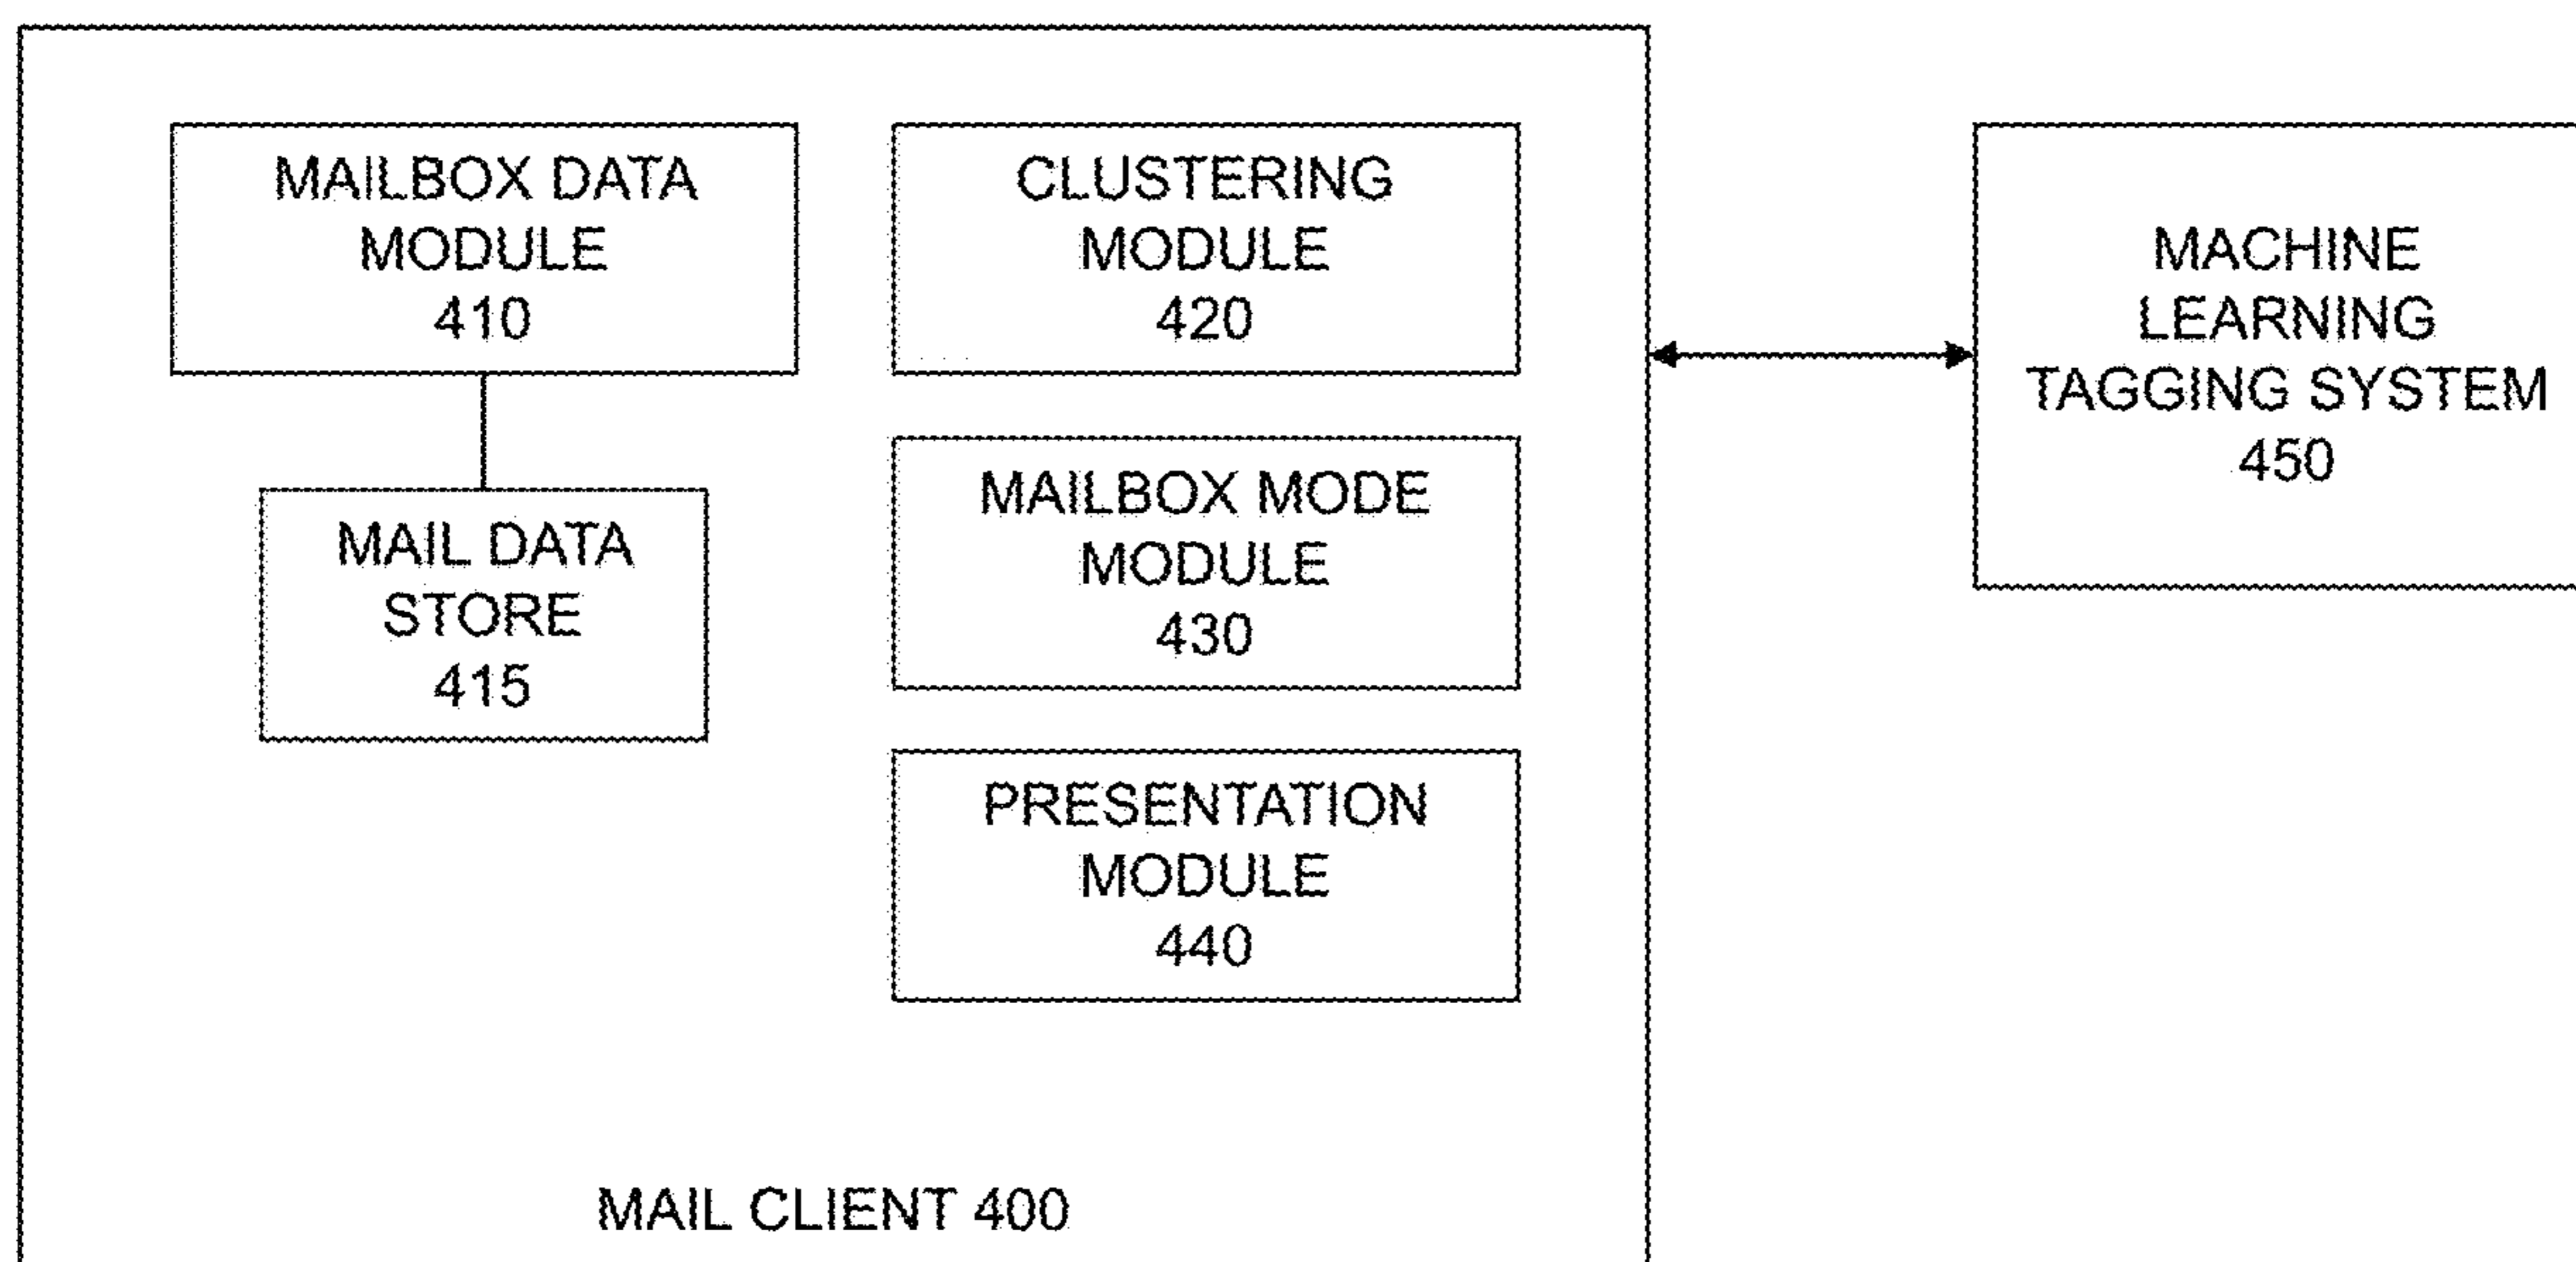 MAILBOX DATA
MODULE
410
MAIL DATA
STORE
415
CLUSTERING
MODULE
420
MAILBOX MODE
MODULE
430
PRESENTATION
MODULE
440
MAIL CLIENT 400
MACHINE
LEARNING
TAGGING SYSTEM
450